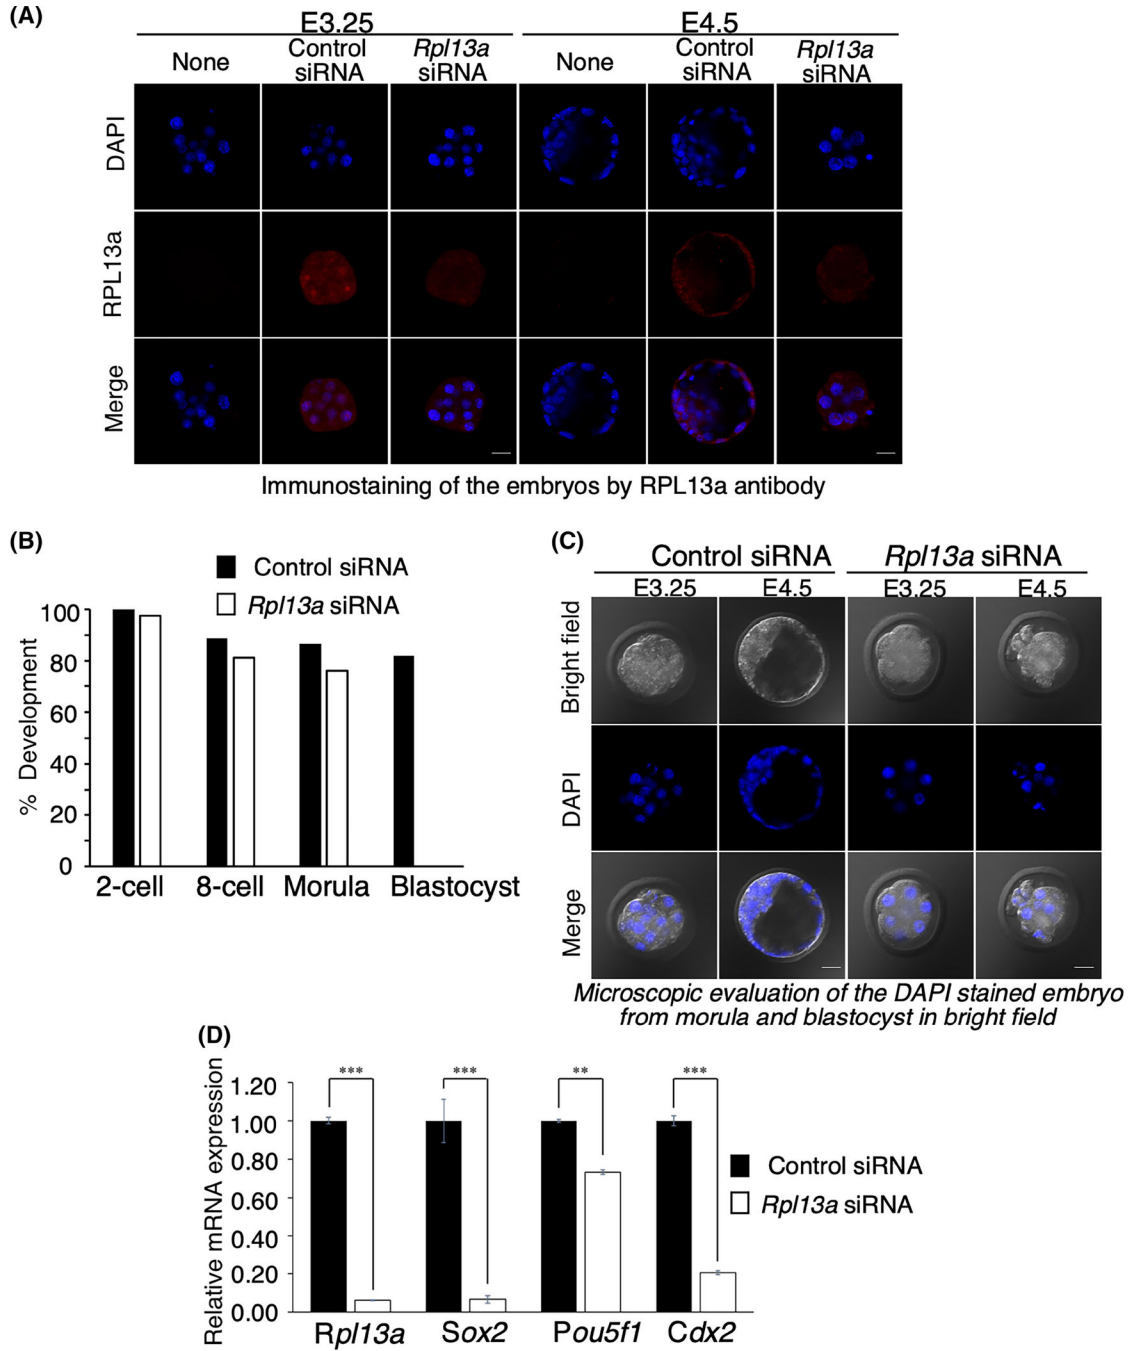 (A)
E3.25
E4.5
None
Control
siRNA
Rpl13a
siRNA
None
Control
siRNA
Rpl13a
siRNA
DAPI
RPL13a
Merge
Immunostaining of the embryos by RPL13a antibody
(B)
Control siRNA
Rpl13a siRNA
% Development
100
80
60
40
20
0
2-cell
8-cell
Morula
Blastocyst
(C)
Control siRNA
Rpl13a siRNA
E3.25
E4.5
E3.25
E4.5
Bright field
DAPI
Merge
Microscopic evaluation of the DAPI stained embryo
from morula and blastocyst in bright field
(D)
Relative mRNA expression
1.20
1.00
0.80
0.60
0.40
0.20
0.00
***
***
**
***
Control siRNA
Rpl13a siRNA
Rpl13a
Sox2
Pou5f1
Cdx2